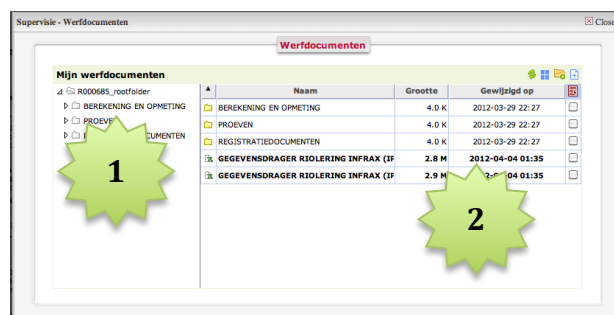 Supervisie - Werfdocumenten
Close
Werfdocumenten
Mijn werfdocumenten
R000685_rootfolder
BEREKENING EN OPMETING
PROEVEN
DOCUMENTEN
Naam Grootte Gewijzigd op
BEREKENING EN OPMETING 4.0 K 2012-03-29 22:27
PROEVEN 4.0 K 2012-03-29 22:27
REGISTRATIEDOCUMENTEN 4.0 K 2012-03-29 22:27
GEGEVENSDRAGER RIOLERING INFRAX (IF 2.8 M 2012-04-04 01:35
GEGEVENSDRAGER RIOLERING INFRAX (IF 2.9 M 04 01:35
1
2